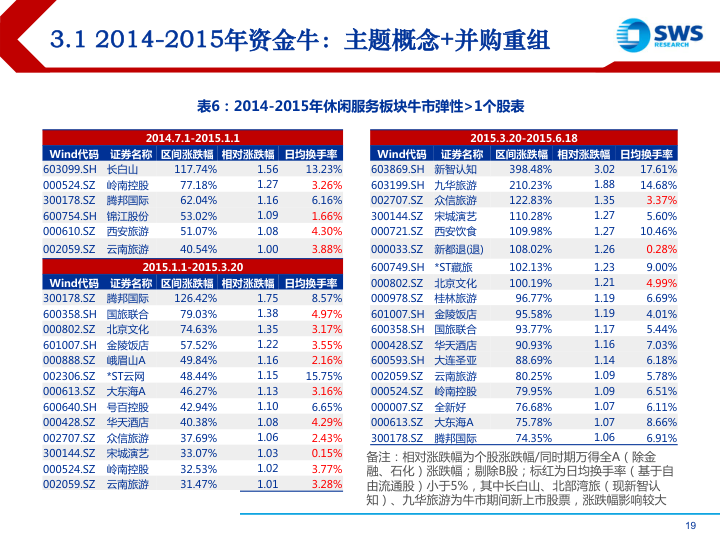 3.1 2014-2015年资金牛：主题概念+并购重组
SWS
RESEARCH
表6：2014-2015年休闲服务板块牛市弹性>1个股表
2014.7.1-2015.1.1
Wind代码 证券名称 区间涨跌幅 相对涨跌幅 日均换手率
603099.SH 长白山 117.74% 1.56 13.23%
000524.SZ 岭南控股 77.18% 1.27 3.26%
300178.SZ 腾邦国际 62.04% 1.16 6.16%
600754.SH 锦江股份 53.02% 1.09 1.66%
000610.SZ 西安旅游 51.07% 1.08 4.30%
002059.SZ 云南旅游 40.54% 1.00 3.88%
2015.1.1-2015.3.20
Wind代码 证券名称 区间涨跌幅 相对涨跌幅 日均换手率
300178.SZ 腾邦国际 126.42% 1.75 8.57%
600358.SH 国旅联合 79.03% 1.38 4.97%
000802.SZ 北京文化 74.63% 1.35 3.17%
601007.SH 金陵饭店 57.52% 1.22 3.55%
000888.SZ 峨眉山A 49.84% 1.16 2.16%
002306.SZ *ST云网 48.44% 1.15 15.75%
000613.SZ 大东海A 46.27% 1.13 3.16%
600640.SH 号百控股 42.94% 1.10 6.65%
000428.SZ 华天酒店 40.38% 1.08 4.29%
002707.SZ 众信旅游 37.69% 1.06 2.43%
300144.SZ 宋城演艺 33.07% 1.03 0.15%
000524.SZ 岭南控股 32.53% 1.02 3.77%
002059.SZ 云南旅游 31.47% 1.01 3.28%
2015.3.20-2015.6.18
Wind代码 证券名称 区间涨跌幅 相对涨跌幅 日均换手率
603869.SH 新智认知 398.48% 3.02 17.61%
603199.SH 九华旅游 210.23% 1.88 14.68%
002707.SZ 众信旅游 122.83% 1.35 3.37%
300144.SZ 宋城演艺 110.28% 1.27 5.60%
000721.SZ 西安饮食 109.98% 1.27 10.46%
000033.SZ 新都退(退) 108.02% 1.26 0.28%
600749.SH *ST藏旅 102.13% 1.23 9.00%
000802.SZ 北京文化 100.19% 1.21 4.99%
000978.SZ 桂林旅游 96.77% 1.19 6.69%
601007.SH 金陵饭店 95.58% 1.19 4.01%
600358.SH 国旅联合 93.77% 1.17 5.44%
000428.SZ 华天酒店 90.93% 1.16 7.03%
600593.SH 大连圣亚 88.69% 1.14 6.18%
002059.SZ 云南旅游 80.25% 1.09 5.78%
000524.SZ 岭南控股 79.95% 1.09 6.51%
000007.SZ 全新好 76.68% 1.07 6.11%
000613.SZ 大东海A 75.78% 1.07 8.66%
300178.SZ 腾邦国际 74.35% 1.06 6.91%
备注：相对涨跌幅为个股涨跌幅/同时期万得全A（除金
融、石化）涨跌幅；剔除B股；标红为日均换手率（基于自
由流通股）小于5%，其中长白山、北部湾旅（现新智认
知）、九华旅游为牛市期间新上市股票，涨跌幅影响较大
19